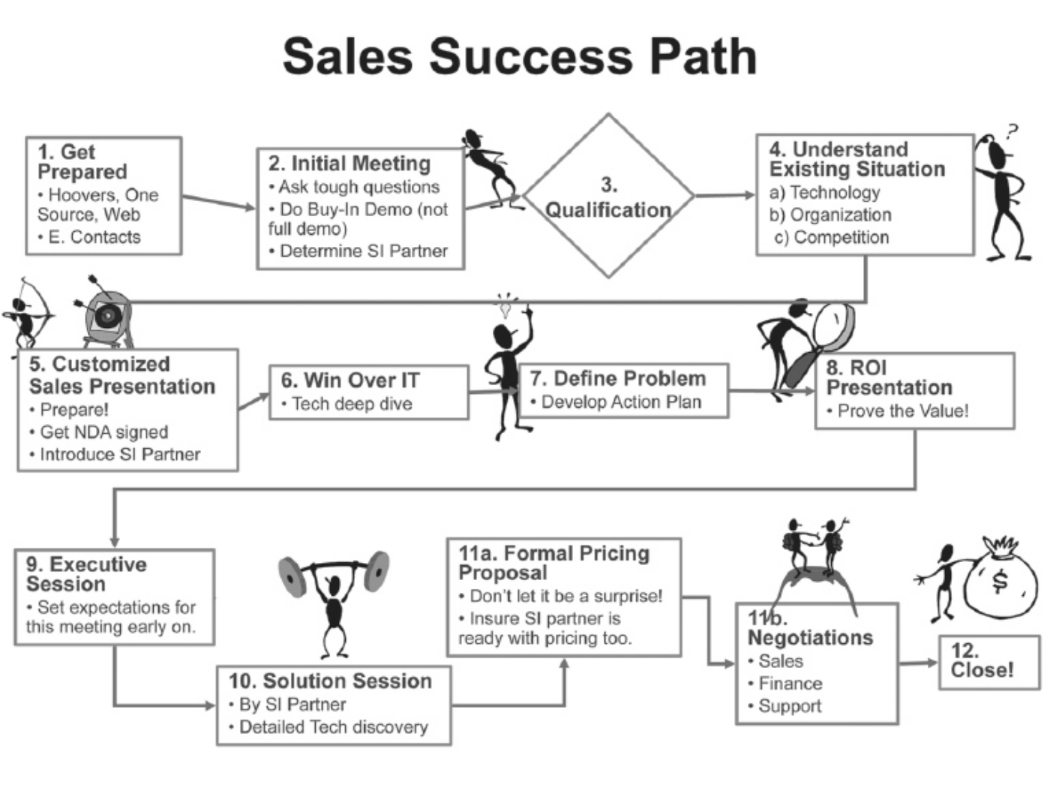 Sales Success Path
1. Get
Prepared
• Hoovers, One
Source, Web
• E. Contacts
2. Initial Meeting
• Ask tough questions
• Do Buy-In Demo (not
full demo)
• Determine SI Partner
3.
Qualification
4. Understand
Existing Situation
a) Technology
b) Organization
c) Competition
?
5. Customized
Sales Presentation
• Prepare!
• Get NDA signed
• Introduce SI Partner
6. Win Over IT
• Tech deep dive
7. Define Problem
• Develop Action Plan
8. ROI
Presentation
• Prove the Value!
9. Executive
Session
• Set expectations for
this meeting early on.
10. Solution Session
• By SI Partner
• Detailed Tech discovery
11a. Formal Pricing
Proposal
• Don't let it be a surprise!
• Insure SI partner is
ready with pricing too.
11b.
Negotiations
• Sales
• Finance
• Support
$
12.
Close!